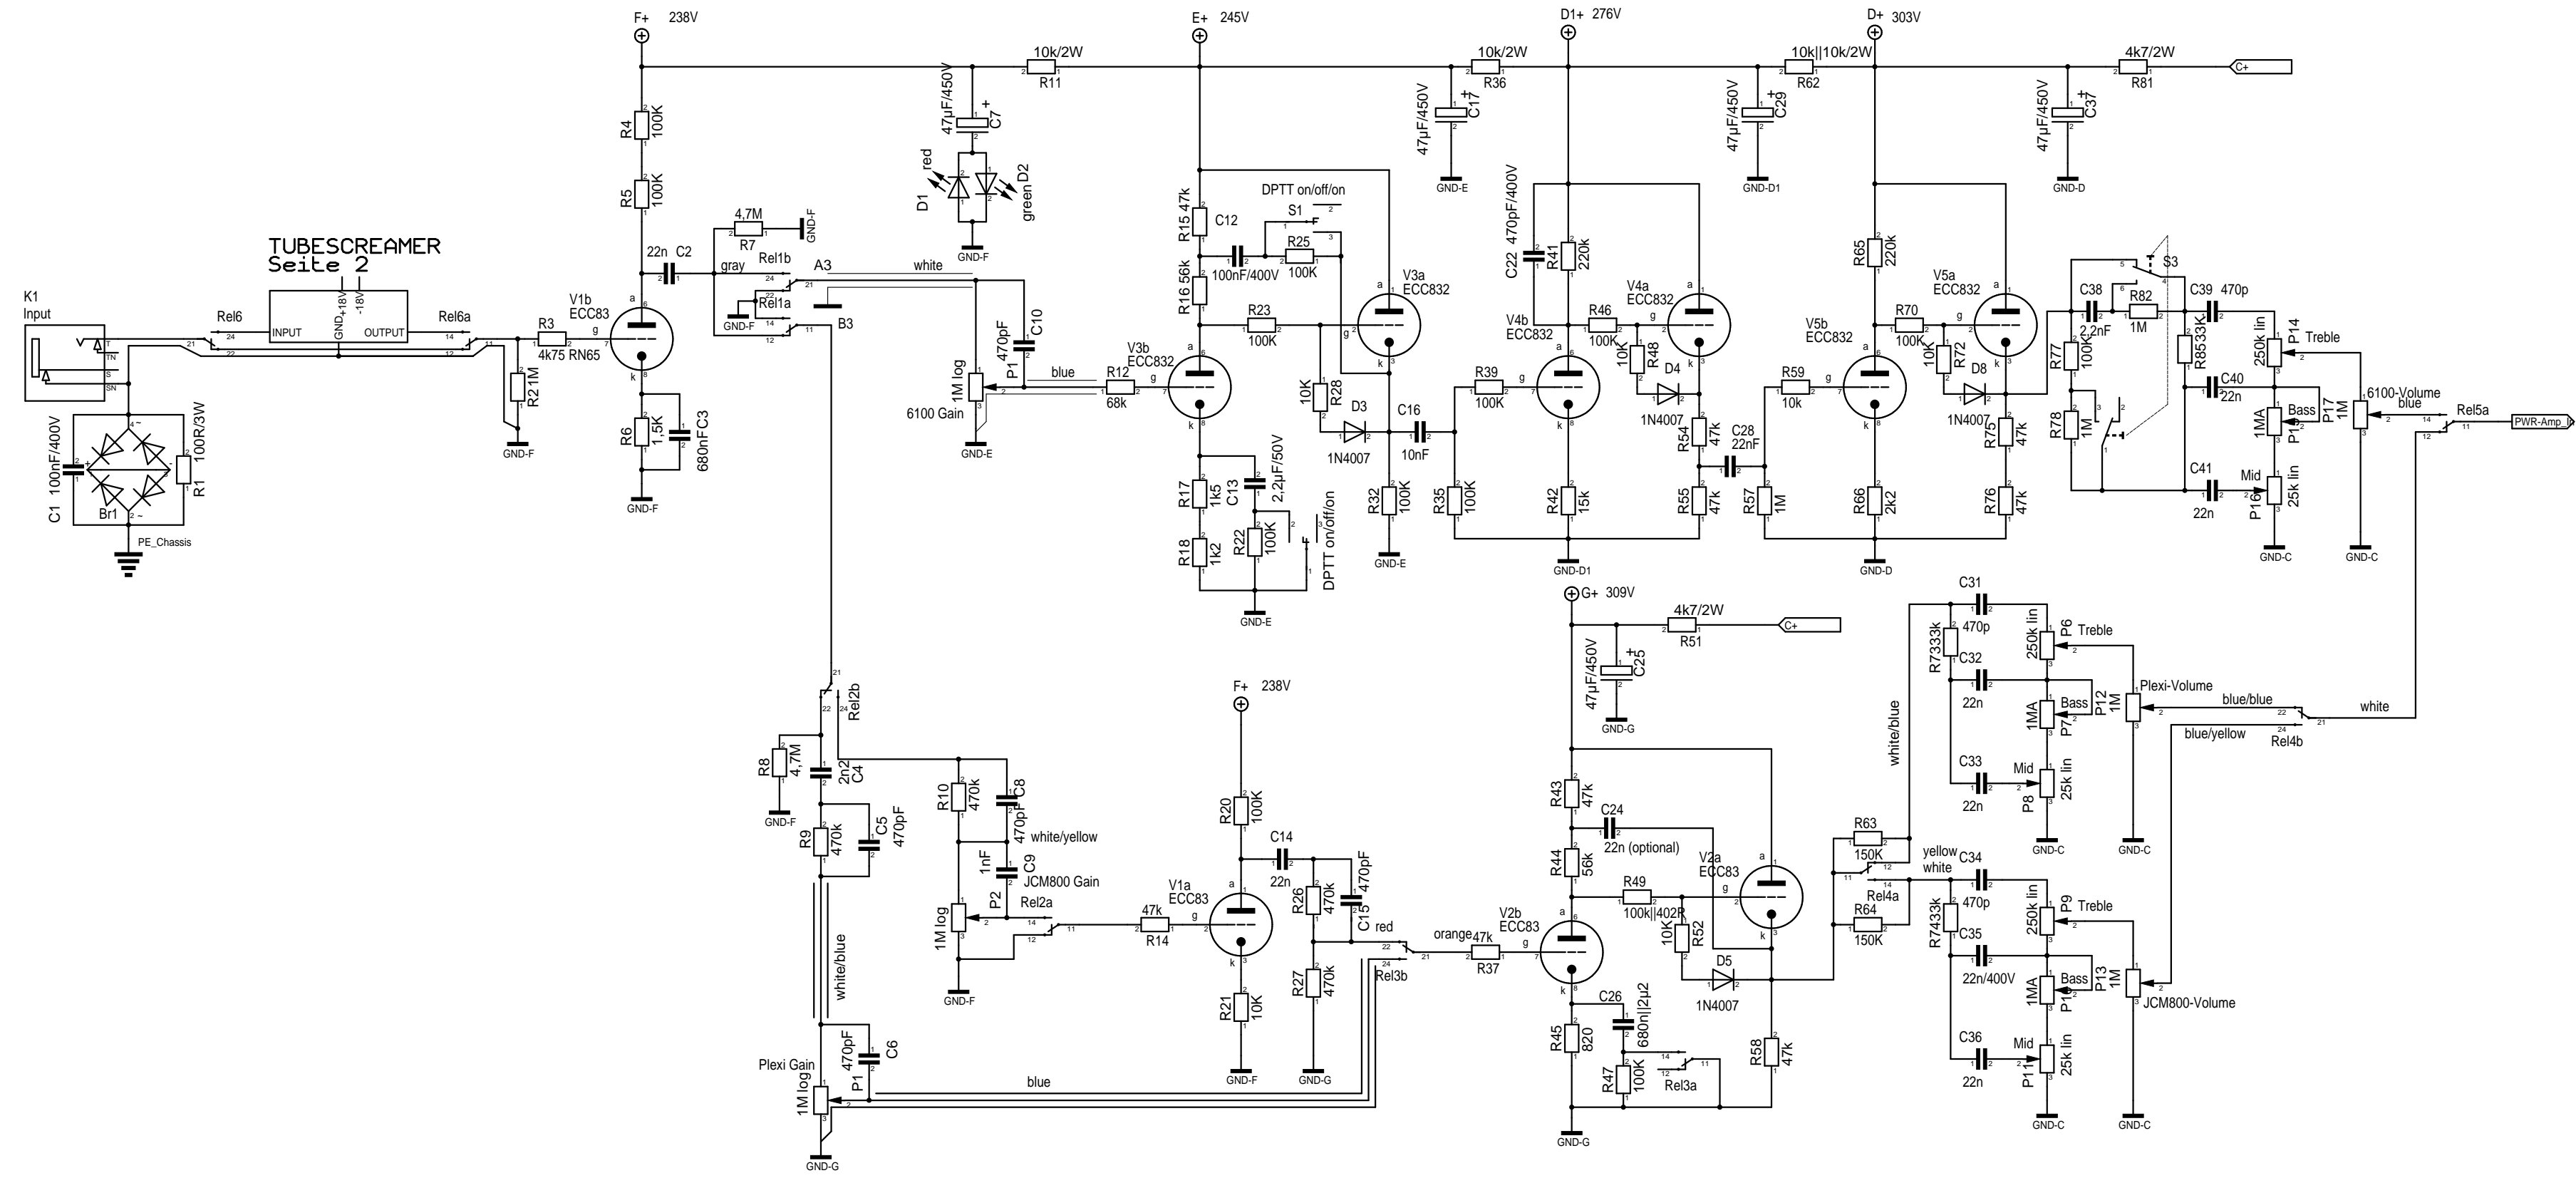 F+ 238V
E+ 245V
D1+ 276V
D+ 303V
10k/2W
R11
10k/2W
R36
10k||10k/2W
R62
4k7/2W
R81
C+
R4 100K
47µF/450V C7
47µF/450V C17
47µF/450V C29
47µF/450V C37
R5 100K
D1 red
green D2
GND-F
GND-E
GND-D1
GND-D
TUBESCREAMER
Seite 2
+18V
-18V
GND
INPUT
OUTPUT
K1
Input
T
TN
S
SN
Rel6
Rel6a
R3
4k75 RN65
R2 1M
GND-F
C1 100nF/400V
Br1
R1 100R/3W
PE_Chassis
V1b
ECC83
R6 1,5K
680nF C3
GND-F
22n C2
4,7M
R7
GND-F
gray
Rel1b
Rel1a
GND-F
A3
B3
white
1M log
P1
470pF
C10
6100 Gain
GND-E
blue
R12
68k
R15 47k
R16 56k
C12
100nF/400V
DPTT on/off/on
S1
R25
100K
V3b
ECC832
R23
100K
V3a
ECC832
10K
R28
D3
1N4007
C16
10nF
R17 1k5
R18 1k2
C13 2,2µF/50V
R22 100K
DPTT on/off/on
GND-E
R32 100K
GND-E
R35 100K
R39
100K
C22 470pF/400V
R41 220k
V4b
ECC832
R46
100K
V4a
ECC832
10K
R48
D4
1N4007
R42 15k
R54 47k
R55 47k
C28
22nF
R57 1M
GND-D1
R59
10k
R65 220k
V5b
ECC832
R70
100K
V5a
ECC832
10K
R72
D8
1N4007
R66 2k2
R75 47k
R76 47k
GND-D
R77 100K
R78 1M
C38
2,2nF
S3
R82
1M
R85 33K
C39 470p
C40
22n
C41
22n
250k lin
P14
Treble
1MA
Bass
Mid
P16
25k lin
GND-C
P17 1M
6100-Volume
blue
GND-C
Rel5a
PWR-Amp_I
G+ 309V
4k7/2W
R51
C+
47µF/450V C25
GND-G
Rel2b
R8 4,7M
GND-F
2n2 C4
R9 470k
C5 470pF
white/blue
470pF
C6
Plexi Gain
1M log
P1
GND-G
blue
R10 470k
470pF C8
white/yellow
1nF
C9
JCM800 Gain
1M log
P2
Rel2a
GND-F
47k
R14
F+ 238V
R20 100K
V1a
ECC83
R21 10K
GND-F
C14
22n
R26 470k
C15 470pF
R27 470k
GND-G
red
Rel3b
orange
47k
R37
R43 47k
C24
22n (optional)
R44 56k
V2b
ECC83
R49
100k||402R
V2a
ECC83
10K
R52
D5
1N4007
R45 820
C26
680n||2µ2
R47 100K
Rel3a
R58 47k
GND-G
R63
150K
R64
150K
Rel4a
white/blue
yellow
white
C31
470p
R73 33k
C32
22n
C33
22n
250k lin
P6
Treble
1MA
P7
Bass
Mid
P8
25k lin
GND-C
P12 1M
Plexi-Volume
GND-C
C34
470p
R74 33k
C35
22n/400V
C36
22n
250k lin
P9
Treble
1MA
Bass
Mid
P11
25k lin
GND-C
P13 1M
JCM800-Volume
GND-C
blue/blue
blue/yellow
Rel4b
white